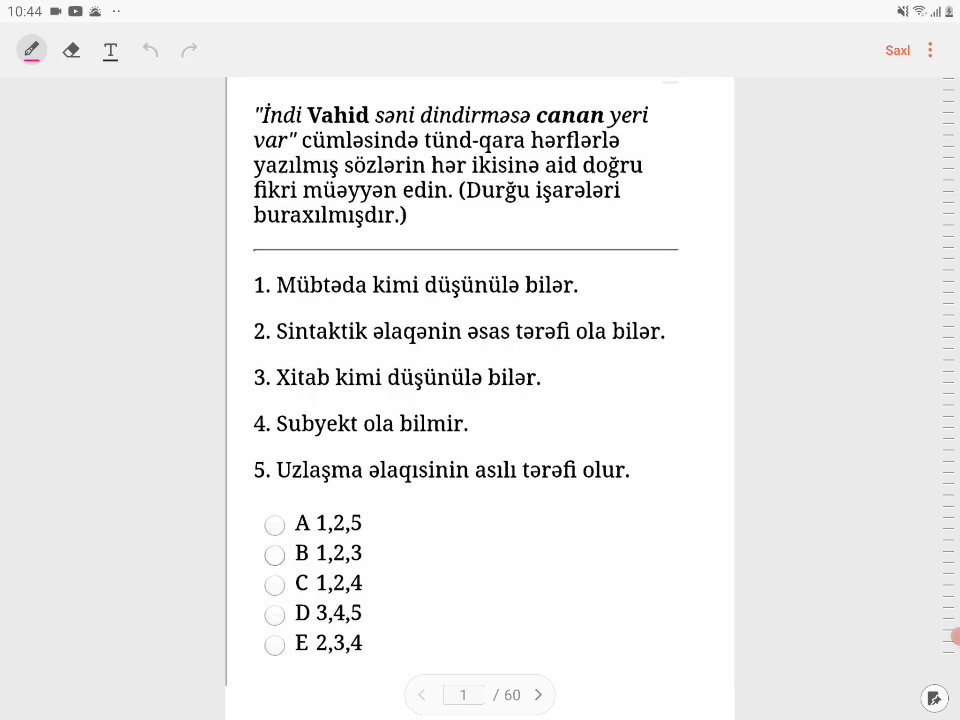 10:44
T
Saxl
"İndi Vahid səni dindirməsə canan yeri
var" cümləsində tünd-qara hərflərlə
yazılmış sözlərin hər ikisinə aid doğru
fikri müəyyən edin. (Durğu işarələri
buraxılmışdır.)
1. Mübtəda kimi düşünülə bilər.
2. Sintaktik əlaqənin əsas tərəfi ola bilər.
3. Xitab kimi düşünülə bilər.
4. Subyekt ola bilmir.
5. Uzlaşma əlaqısinin asılı tərəfi olur.
A 1,2,5
B 1,2,3
C 1,2,4
D 3,4,5
E 2,3,4
1 / 60